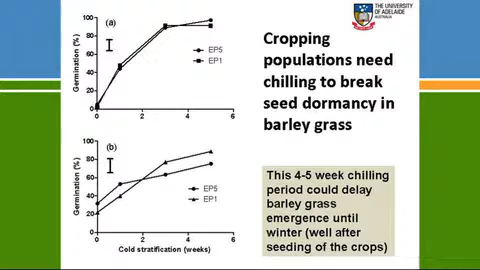 THE UNIVERSITY
OF ADELAIDE
AUSTRALIA
Cropping
populations need
chilling to break
seed dormancy in
barley grass
This 4-5 week chilling
period could delay
barley grass
emergence until
winter (well after
seeding of the crops)
(a)
Germination (%)
100
80
60
40
20
0
EP5
EP1
0
2
4
6
(b)
Germination (%)
100
80
60
40
20
0
EP5
EP1
0
2
4
6
Cold stratification (weeks)